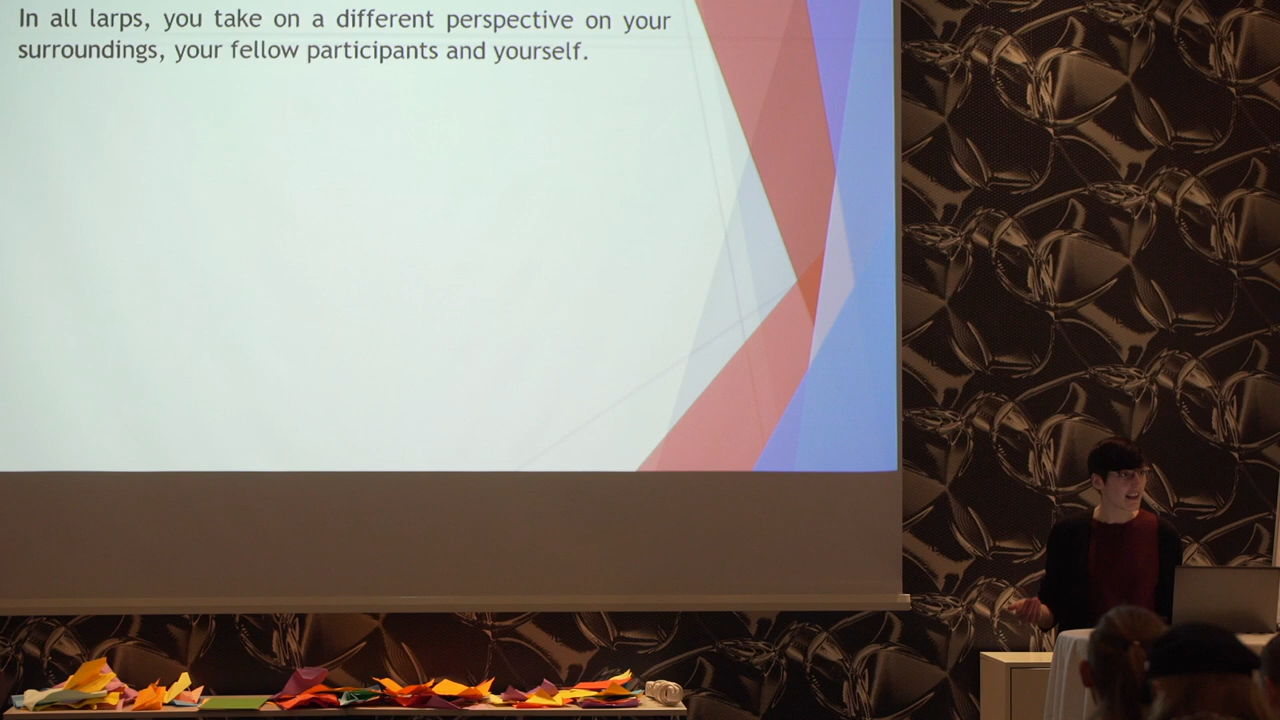 In all larps, you take on a different perspective on your
surroundings, your fellow participants and yourself.